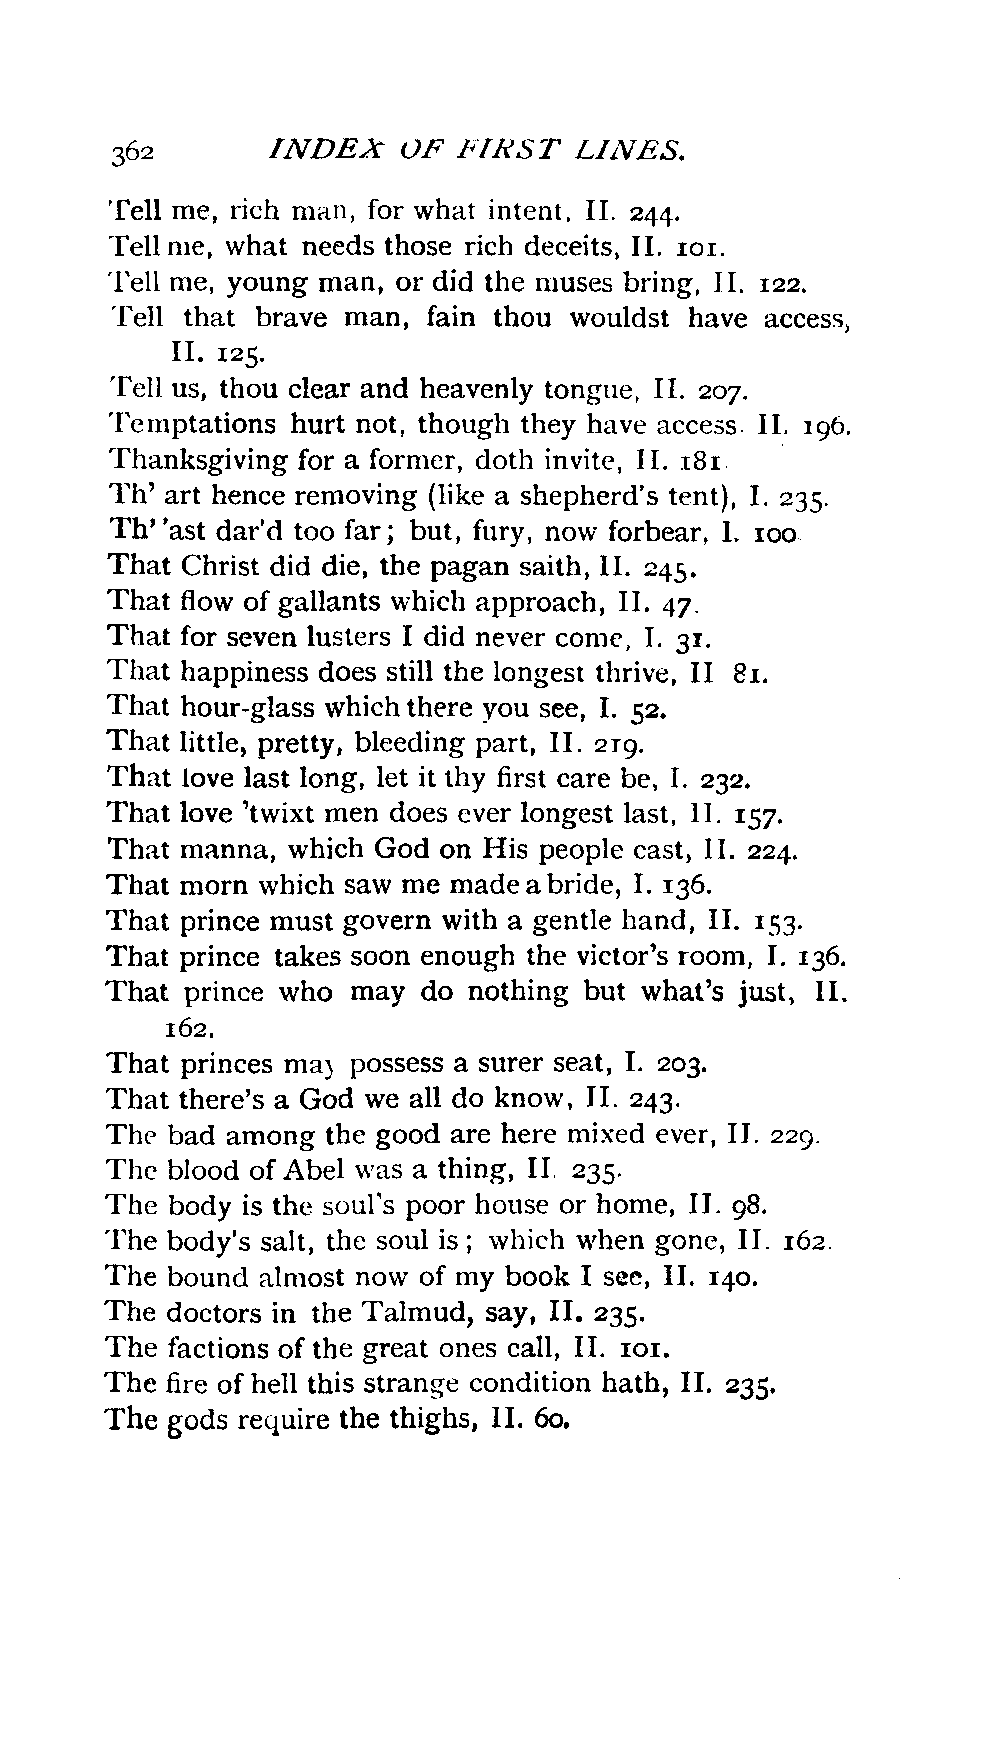 362 INDEX OF FIRST LINES.
Tell me, rich man, for what intent, II. 244.
Tell me, what needs those rich deceits, II. 101.
Tell me, young man, or did the muses bring, II. 122.
Tell that brave man, fain thou wouldst have access,
II. 125.
Tell us, thou clear and heavenly tongue, II. 207.
Temptations hurt not, though they have access. II. 196.
Thanksgiving for a former, doth invite, II. 181.
Th' art hence removing (like a shepherd's tent), I. 235.
Th' 'ast dar'd too far; but, fury, now forbear, I. 100
That Christ did die, the pagan saith, II. 245.
That flow of gallants which approach, II. 47.
That for seven lusters I did never come, I. 31.
That happiness does still the longest thrive, II 81.
That hour-glass which there you see, I. 52.
That little, pretty, bleeding part, II. 219.
That love last long, let it thy first care be, I. 232.
That love 'twixt men does ever longest last, II. 157.
That manna, which God on His people cast, II. 224.
That morn which saw me made a bride, I. 136.
That prince must govern with a gentle hand, II. 153.
That prince takes soon enough the victor's room, I. 136.
That prince who may do nothing but what's just, II.
162.
That princes may possess a surer seat, I. 203.
That there's a God we all do know, II. 243.
The bad among the good are here mixed ever, II. 229.
The blood of Abel was a thing, II. 235.
The body is the soul's poor house or home, II. 98.
The body's salt, the soul is; which when gone, II. 162.
The bound almost now of my book I see, II. 140.
The doctors in the Talmud, say, II. 235.
The factions of the great ones call, II. 101.
The fire of hell this strange condition hath, II. 235.
The gods require the thighs, II. 60.